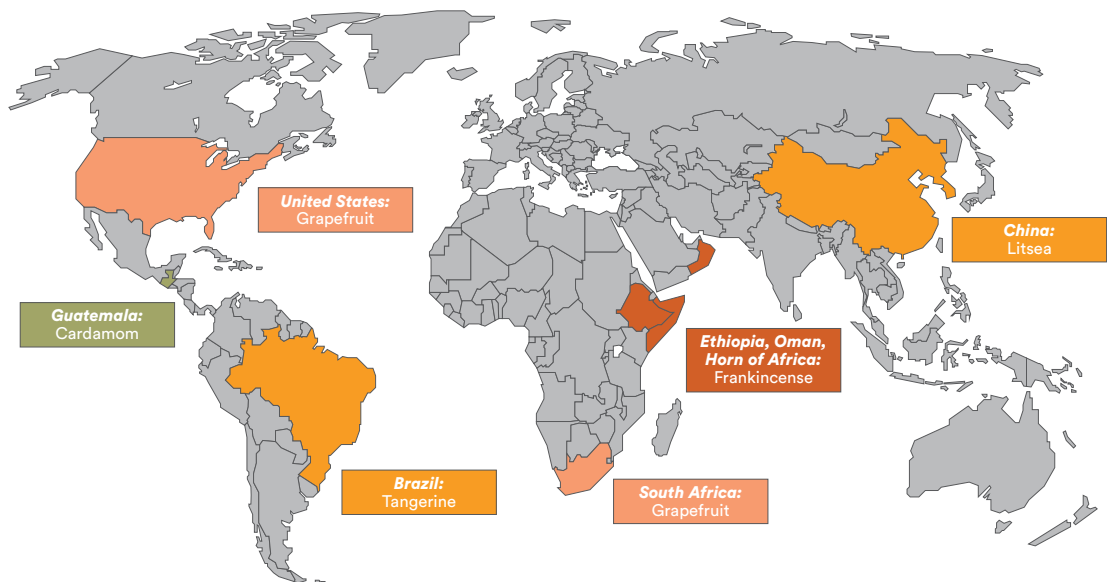 United States:
Grapefruit
China:
Litsea
Guatemala:
Cardamom
Ethiopia, Oman,
Horn of Africa:
Frankincense
Brazil:
Tangerine
South Africa:
Grapefruit